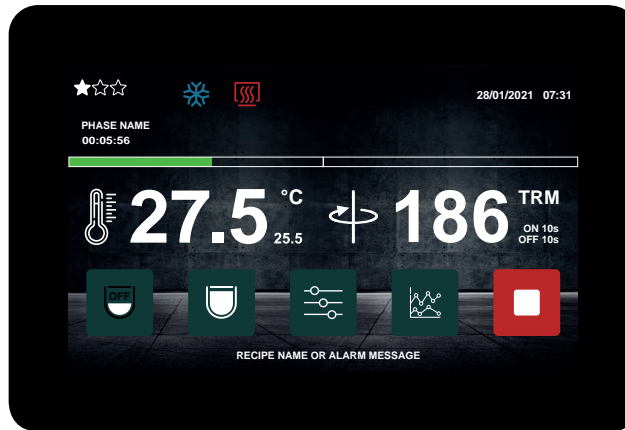 28/01/2021 07:31
PHASE NAME
00:05:56
27.5 °C 25.5
186 TRM
ON 10s
OFF 10s
OFF
RECIPE NAME OR ALARM MESSAGE